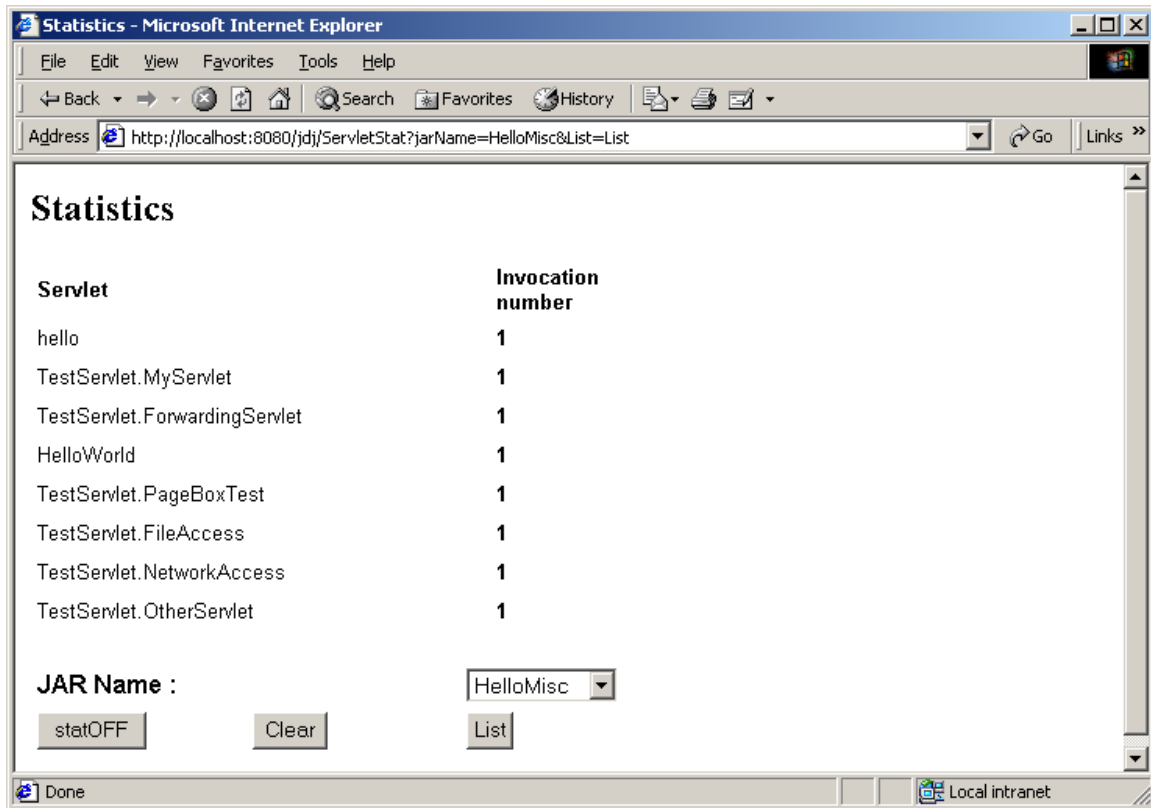 Statistics - Microsoft Internet Explorer
File Edit View Favorites Tools Help
Back Search Favorites History
Address http://localhost:8080/jdj/ServletStat?jarName=HelloMisc&List=List Go Links »
Statistics
Servlet Invocation number
hello 1
TestServlet.MyServlet 1
TestServlet.ForwardingServlet 1
HelloWorld 1
TestServlet.PageBoxTest 1
TestServlet.FileAccess 1
TestServlet.NetworkAccess 1
TestServlet.OtherServlet 1
JAR Name : HelloMisc
statOFF Clear List
Done Local intranet